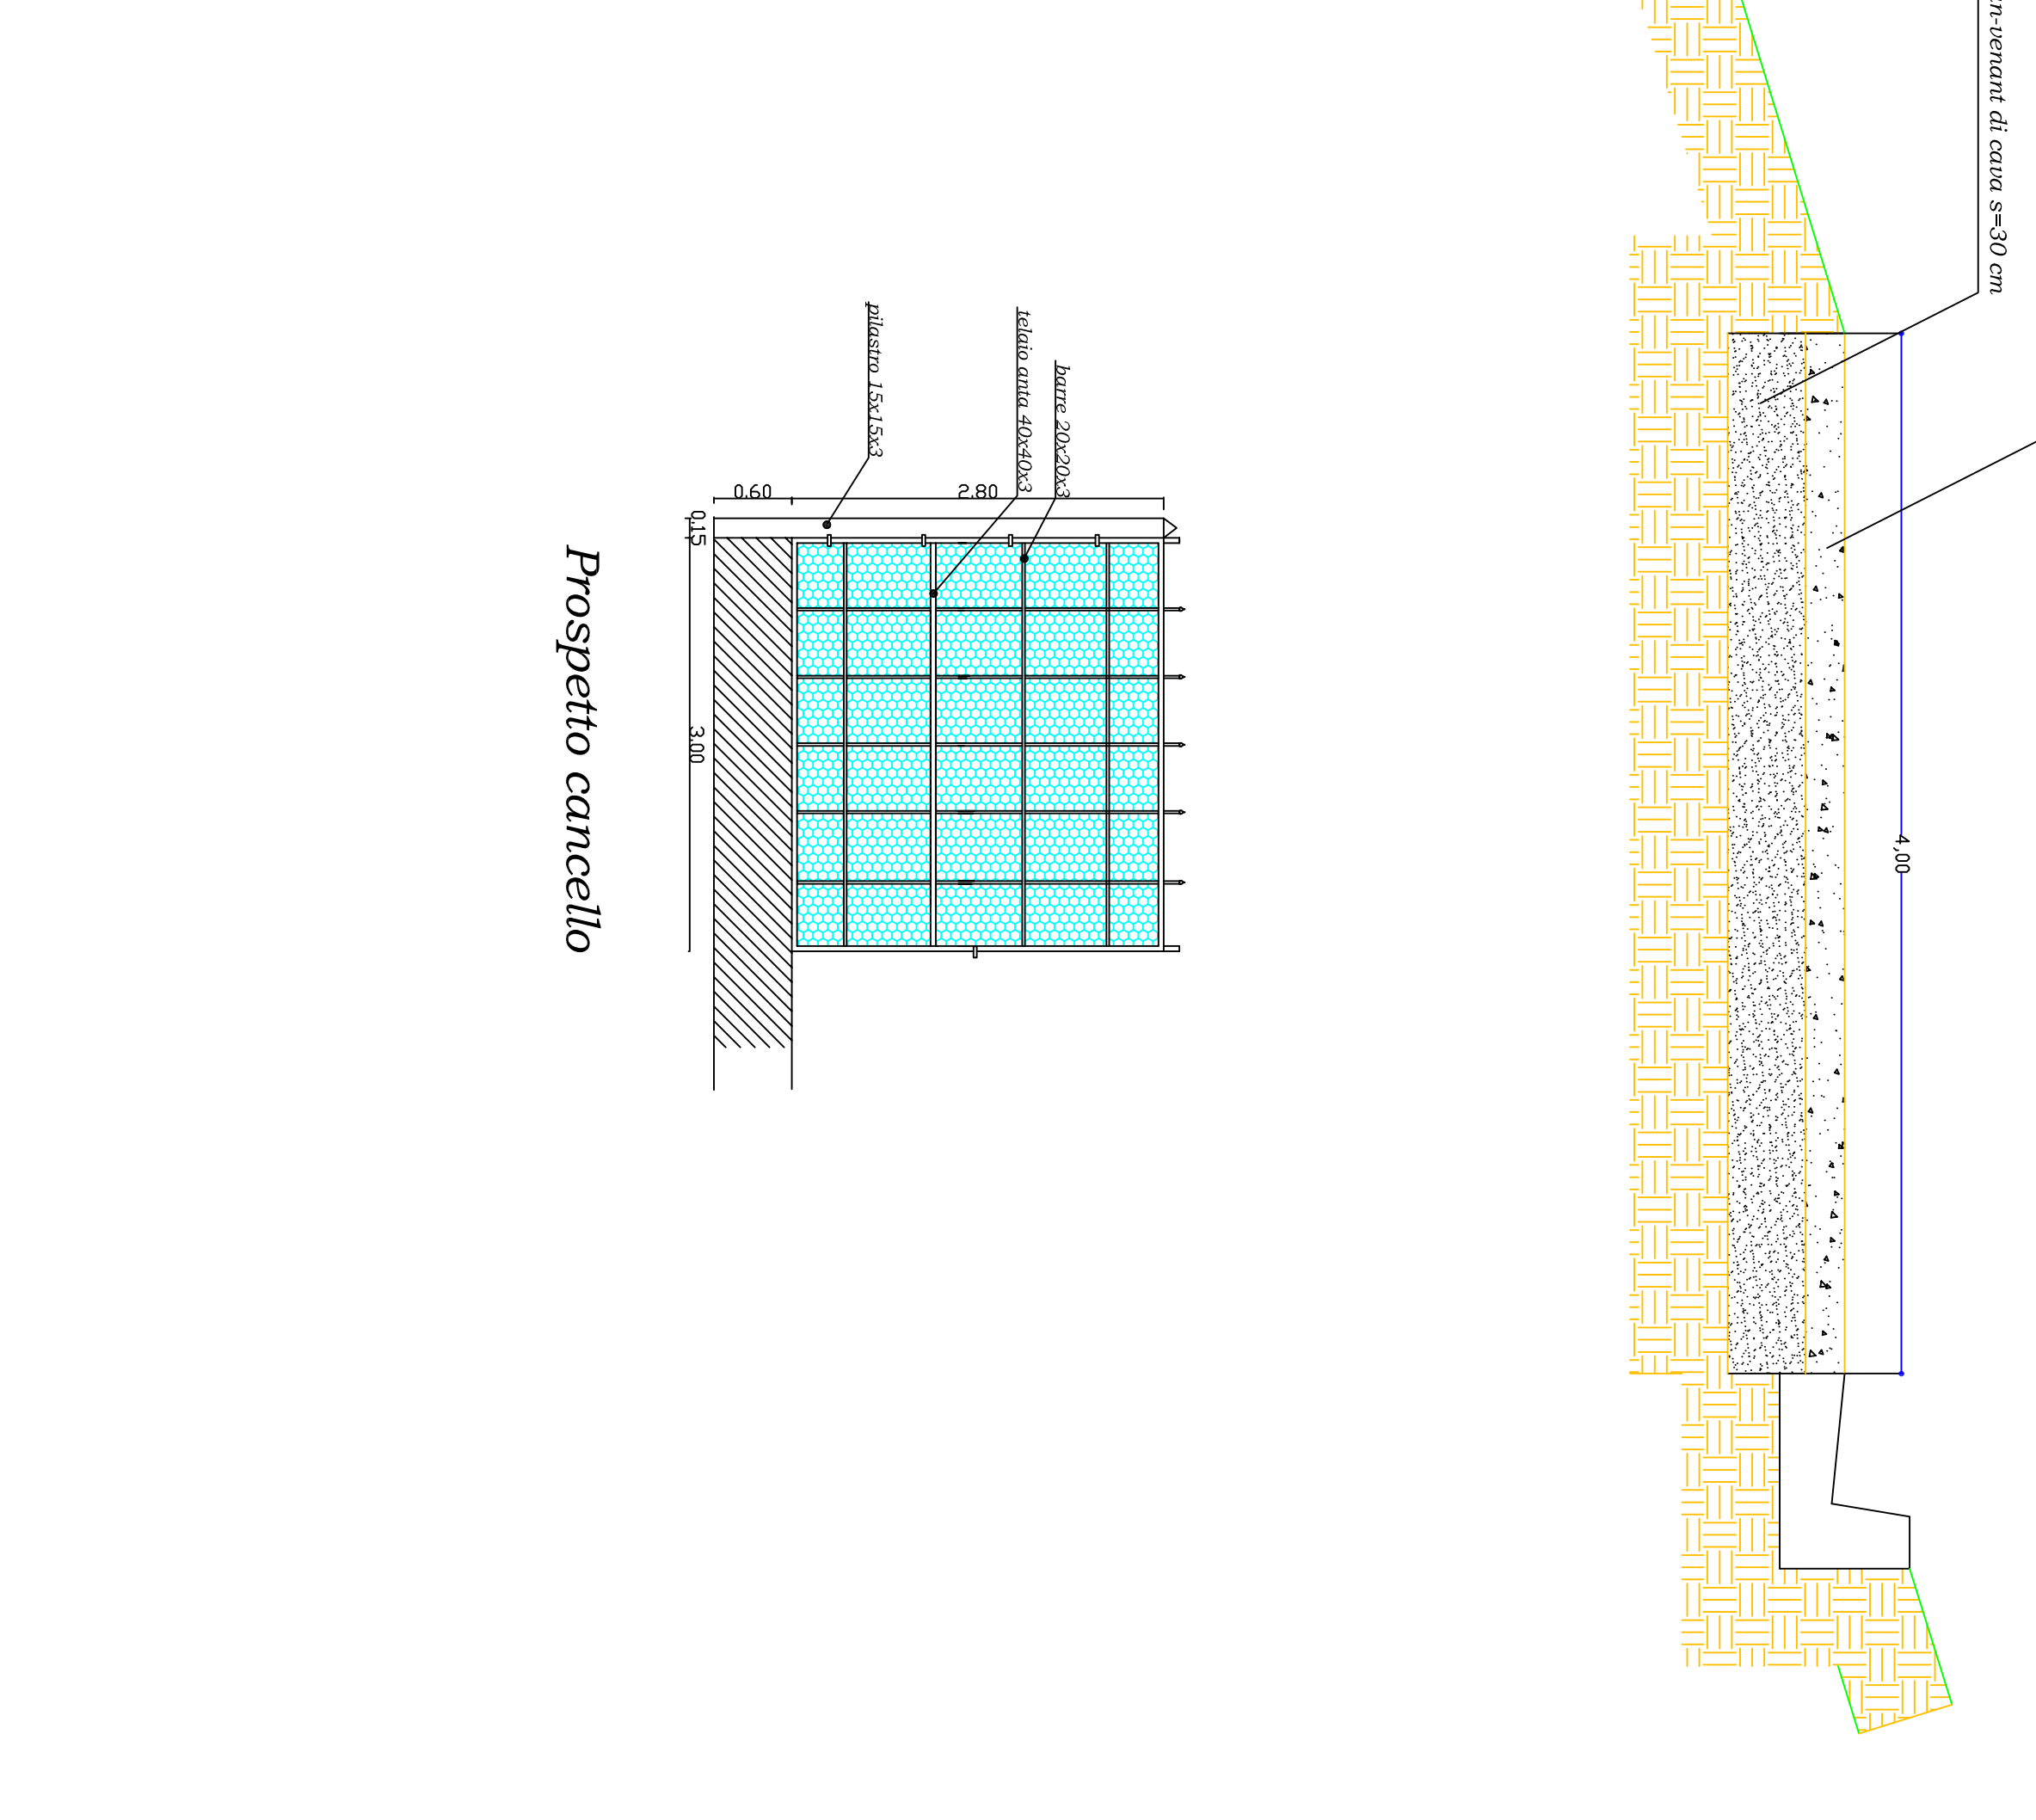 n-venant di cava s=30 cm
4,00
barre 20x20x3
telaio anta 40x40x3
pilastro 15x15x3
2,80
0,60
0,15
3,00
Prospetto cancello